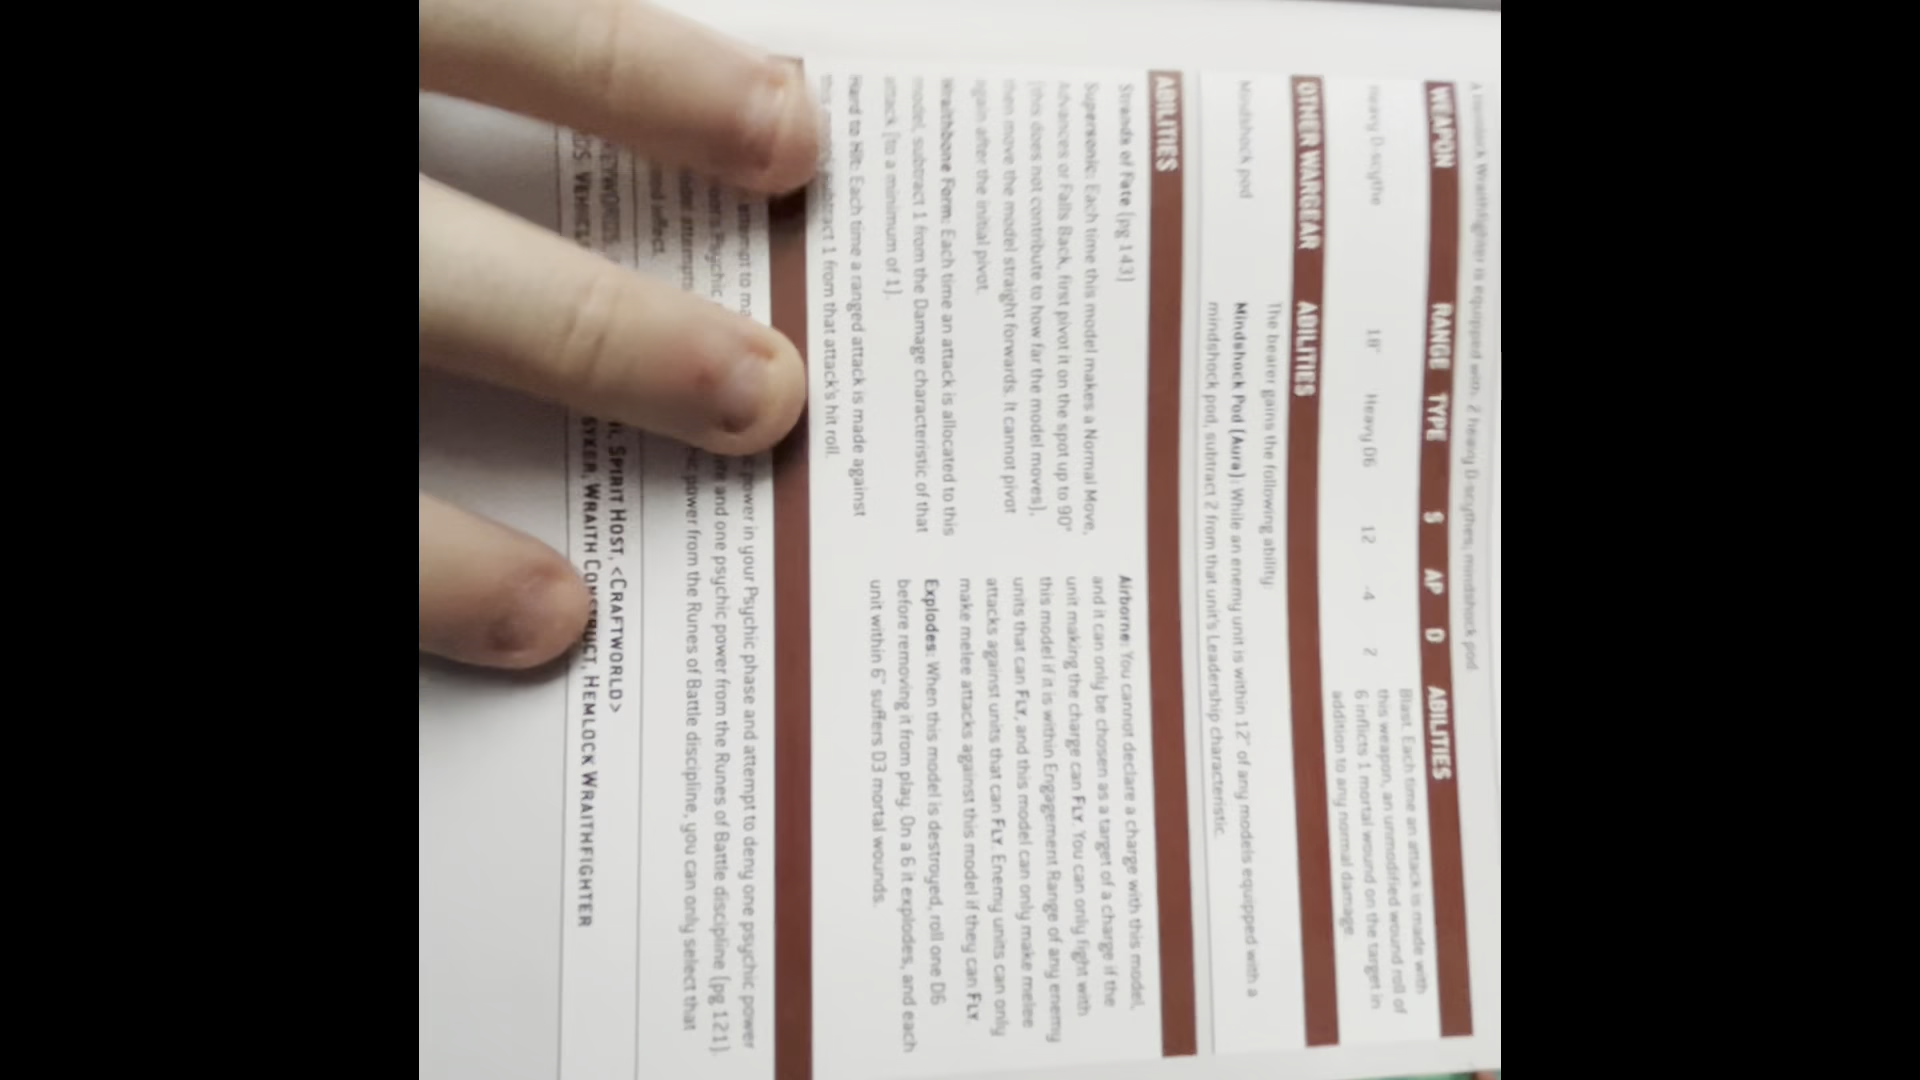 A Hemlock Wraithfighter is equipped with: 2 heavy D-scythes; mindshock pod.
WEAPON RANGE TYPE S AP D ABILITIES
Heavy D-scythe 18" Heavy D6 12 -4 2
Blast. Each time an attack is made with
this weapon, an unmodified wound roll of
6 inflicts 1 mortal wound on the target in
addition to any normal damage.
OTHER WARGEAR ABILITIES
Mindshock pod
The bearer gains the following ability:
Mindshock Pod (Aura): While an enemy unit is within 12" of any models equipped with a
mindshock pod, subtract 2 from that unit's Leadership characteristic.
ABILITIES
Strands of Fate (pg 143)
Supersonic: Each time this model makes a Normal Move,
Advances or Falls Back, first pivot it on the spot up to 90°
(this does not contribute to how far the model moves),
then move the model straight forwards. It cannot pivot
again after the initial pivot.
Wraithbone Form: Each time an attack is allocated to this
model, subtract 1 from the Damage characteristic of that
attack (to a minimum of 1).
Hard to Hit: Each time a ranged attack is made against
this model, subtract 1 from that attack's hit roll.
Airborne: You cannot declare a charge with this model,
and it can only be chosen as a target of a charge if the
unit making the charge can FLY. You can only fight with
this model if it is within Engagement Range of any enemy
units that can FLY, and this model can only make melee
attacks against units that can FLY. Enemy units can only
make melee attacks against this model if they can FLY.
Explodes: When this model is destroyed, roll one D6
before removing it from play. On a 6 it explodes, and each
unit within 6" suffers D3 mortal wounds.
power in your Psychic phase and attempt to deny one psychic power
and one psychic power from the Runes of Battle discipline (pg 121).
attempts power from the Runes of Battle discipline, you can only select that
effect.
SPIRIT HOST, <CRAFTWORLD>
WRAITH CONSTRUCT, HEMLOCK WRAITHFIGHTER